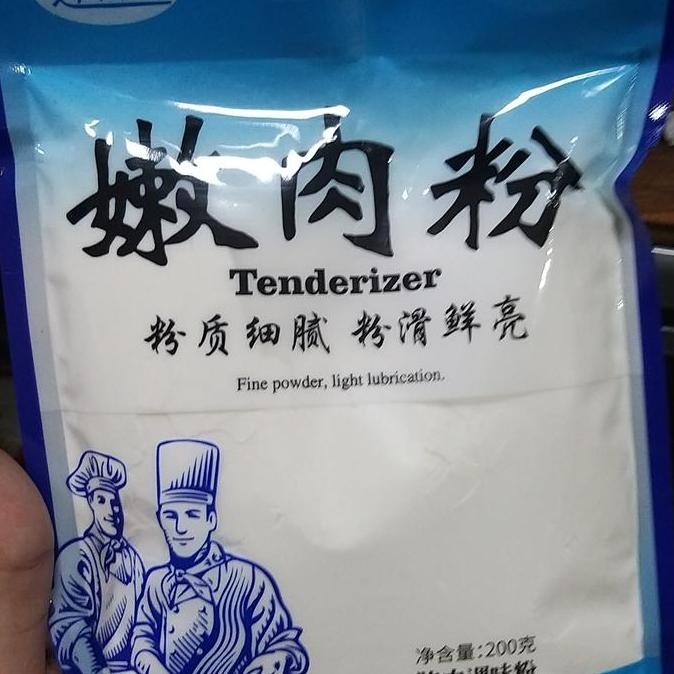 嫩肉粉
Tenderizer
粉质细腻 粉滑鲜亮
Fine powder, light lubrication.
净含量:200克